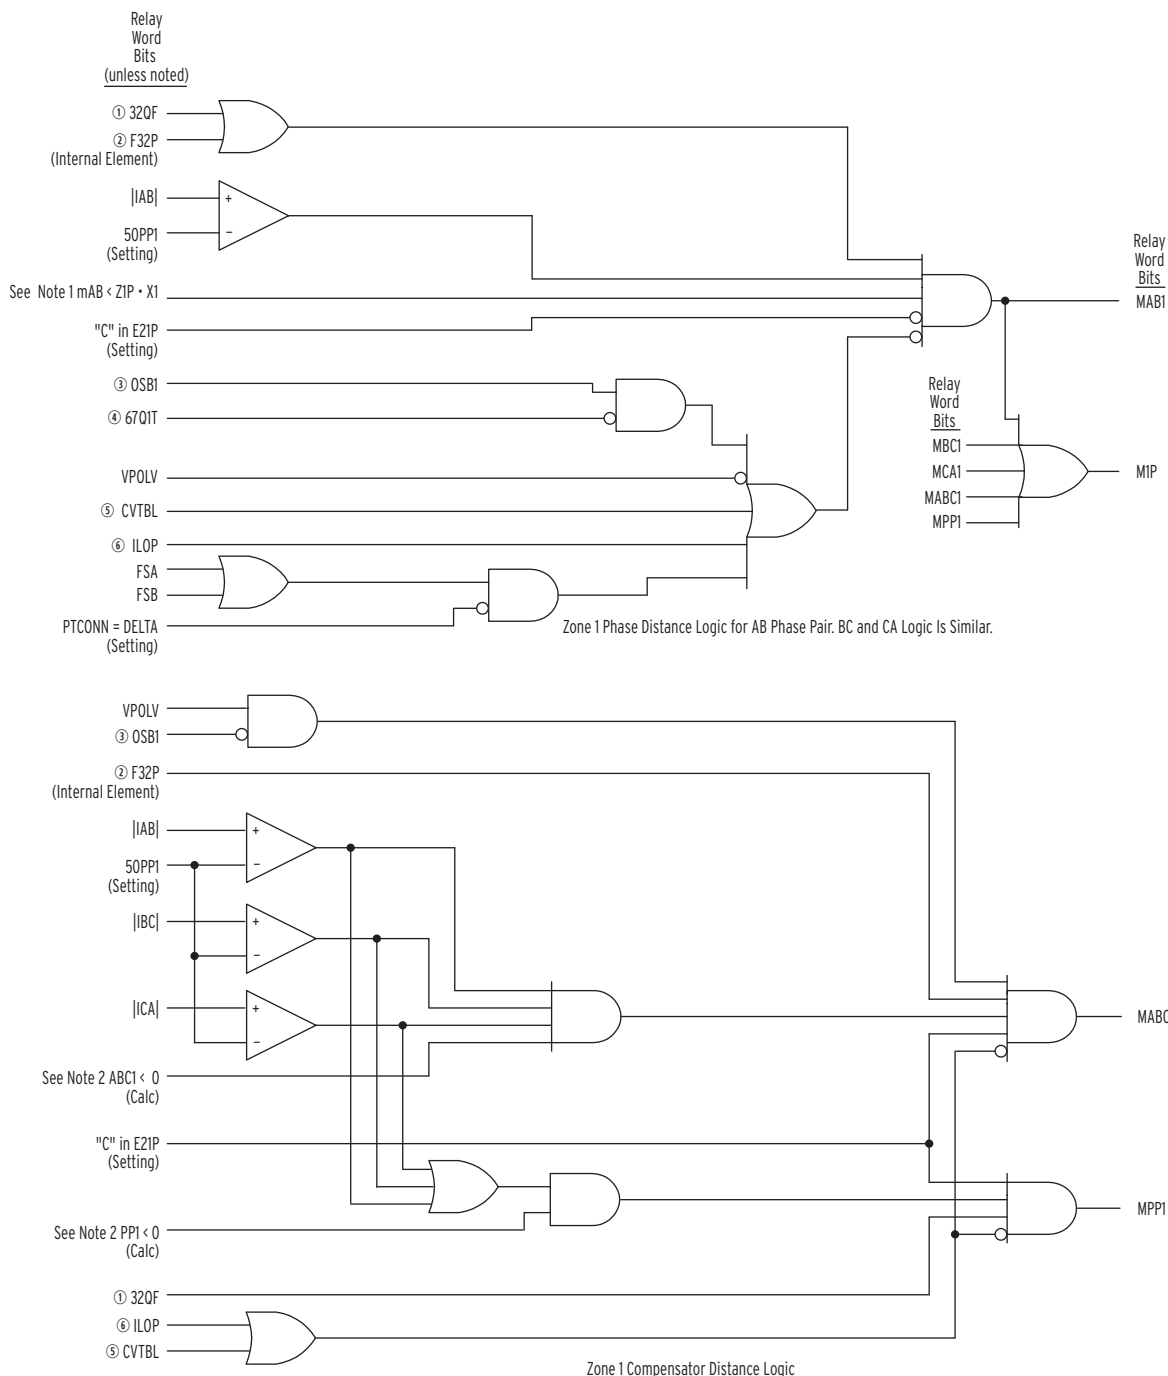 Relay
Word
Bits
(unless noted)
① 32QF
② F32P
(Internal Element)
|IAB|
+
50PP1
−
(Setting)
See Note 1 mAB < Z1P • X1
"C" in E21P
(Setting)
③ OSB1
④ 67Q1T
VPOLV
⑤ CVTBL
⑥ ILOP
FSA
FSB
PTCONN = DELTA
(Setting)
Relay
Word
Bits
MAB1
Relay
Word
Bits
MBC1
MCA1
MABC1
MPP1
M1P
Zone 1 Phase Distance Logic for AB Phase Pair. BC and CA Logic Is Similar.
VPOLV
③ OSB1
② F32P
(Internal Element)
|IAB|
+
50PP1
−
(Setting)
|IBC|
+
−
|ICA|
+
−
See Note 2 ABC1 < 0
(Calc)
"C" in E21P
(Setting)
See Note 2 PP1 < 0
(Calc)
① 32QF
⑥ ILOP
⑤ CVTBL
MABC
MPP1
Zone 1 Compensator Distance Logic